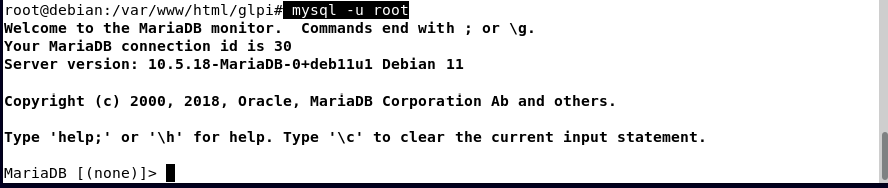 root@debian:/var/www/html/glpi# mysql -u root
Welcome to the MariaDB monitor.  Commands end with ; or \g.
Your MariaDB connection id is 30
Server version: 10.5.18-MariaDB-0+deb11u1 Debian 11
Copyright (c) 2000, 2018, Oracle, MariaDB Corporation Ab and others.
Type 'help;' or '\h' for help. Type '\c' to clear the current input statement.
MariaDB [(none)]>